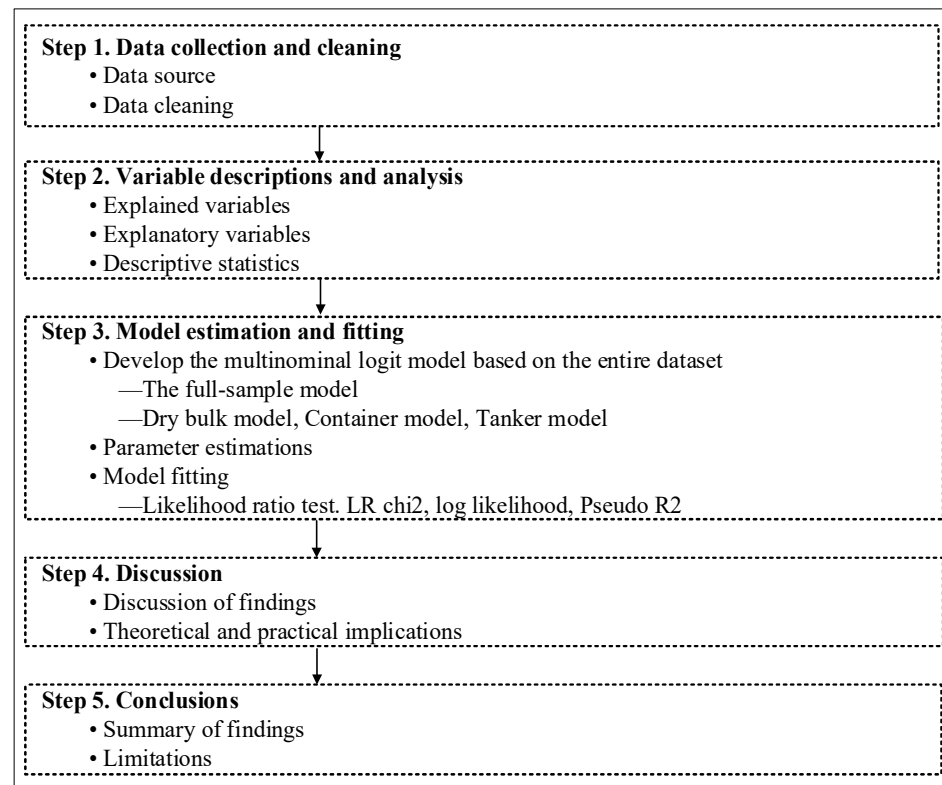 Step 1. Data collection and cleaning
• Data source
• Data cleaning
Step 2. Variable descriptions and analysis
• Explained variables
• Explanatory variables
• Descriptive statistics
Step 3. Model estimation and fitting
• Develop the multinominal logit model based on the entire dataset
—The full-sample model
—Dry bulk model, Container model, Tanker model
• Parameter estimations
• Model fitting
—Likelihood ratio test. LR chi2, log likelihood, Pseudo R2
Step 4. Discussion
• Discussion of findings
• Theoretical and practical implications
Step 5. Conclusions
• Summary of findings
• Limitations